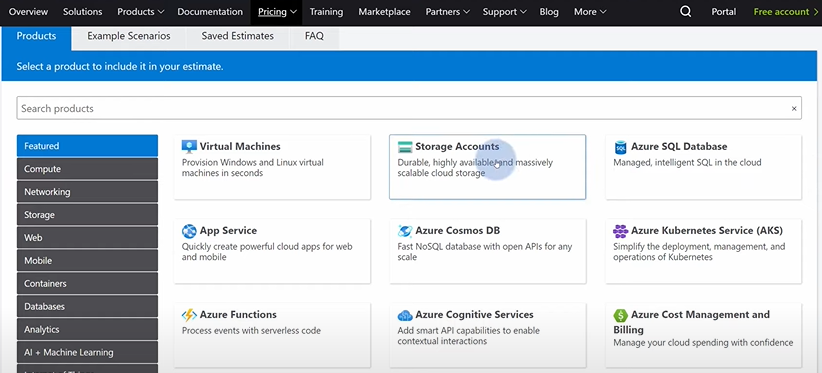 Overview Solutions Products Documentation Pricing Training Marketplace Partners Support Blog More Portal Free account
Products Example Scenarios Saved Estimates FAQ
Select a product to include it in your estimate.
Search products
Featured
Compute
Networking
Storage
Web
Mobile
Containers
Databases
Analytics
AI + Machine Learning
Virtual Machines
Provision Windows and Linux virtual
machines in seconds
Storage Accounts
Durable, highly available and massively
scalable cloud storage
Azure SQL Database
Managed, intelligent SQL in the cloud
App Service
Quickly create powerful cloud apps for web
and mobile
Azure Cosmos DB
Fast NoSQL database with open APIs for any
scale
Azure Kubernetes Service (AKS)
Simplify the deployment, management, and
operations of Kubernetes
Azure Functions
Process events with serverless code
Azure Cognitive Services
Add smart API capabilities to enable
contextual interactions
Azure Cost Management and
Billing
Manage your cloud spending with confidence